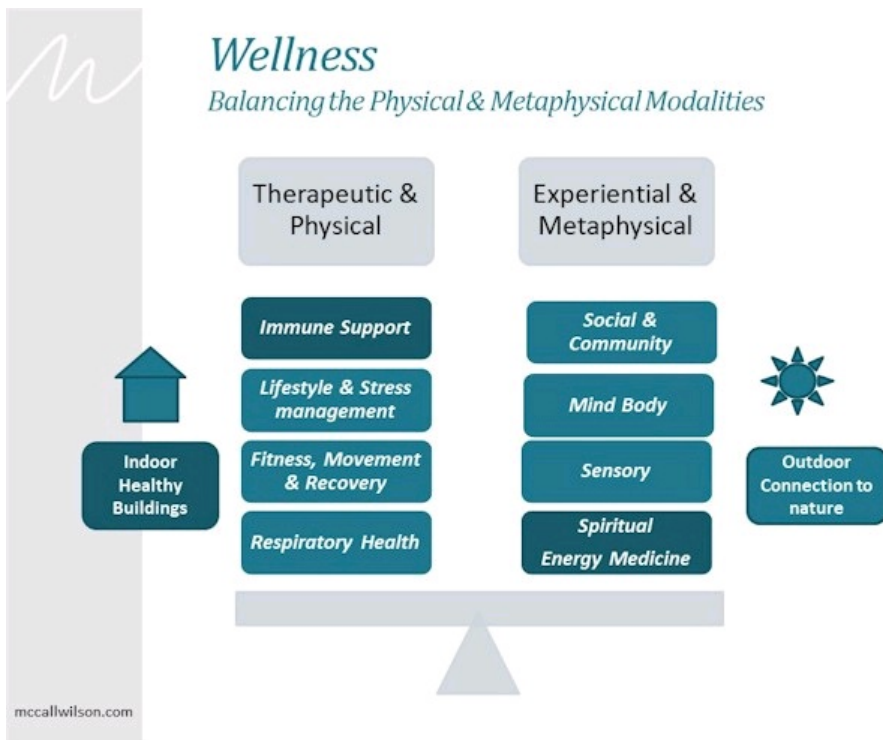 Wellness
Balancing the Physical & Metaphysical Modalities
Therapeutic &
Physical
Immune Support
Lifestyle & Stress
management
Fitness, Movement
& Recovery
Respiratory Health
Experiential &
Metaphysical
Social &
Community
Mind Body
Sensory
Spiritual
Energy Medicine
Indoor
Healthy
Buildings
Outdoor
Connection to
nature
mccallwilson.com